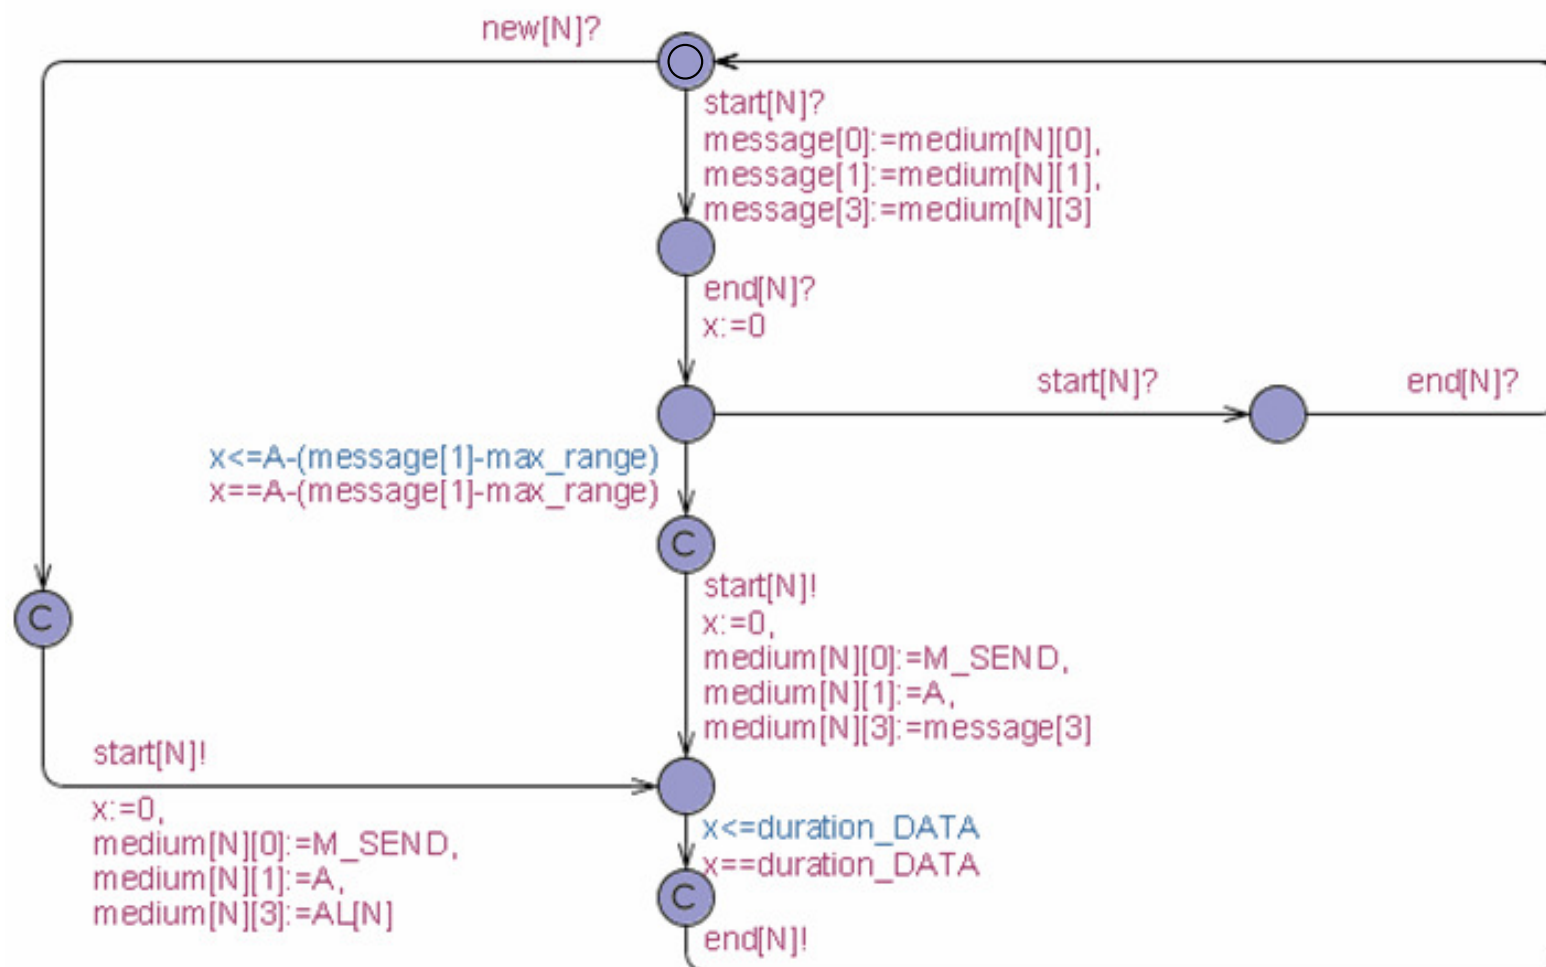 new[N]?
start[N]?
message[0]:=medium[N][0],
message[1]:=medium[N][1],
message[3]:=medium[N][3]
end[N]?
x:=0
start[N]?
end[N]?
x<=A-(message[1]-max_range)
x==A-(message[1]-max_range)
C
start[N]!
x:=0,
medium[N][0]:=M_SEND,
medium[N][1]:=A,
medium[N][3]:=message[3]
C
start[N]!
x:=0,
medium[N][0]:=M_SEND,
medium[N][1]:=A,
medium[N][3]:=AL[N]
x<=duration_DATA
x==duration_DATA
C
end[N]!